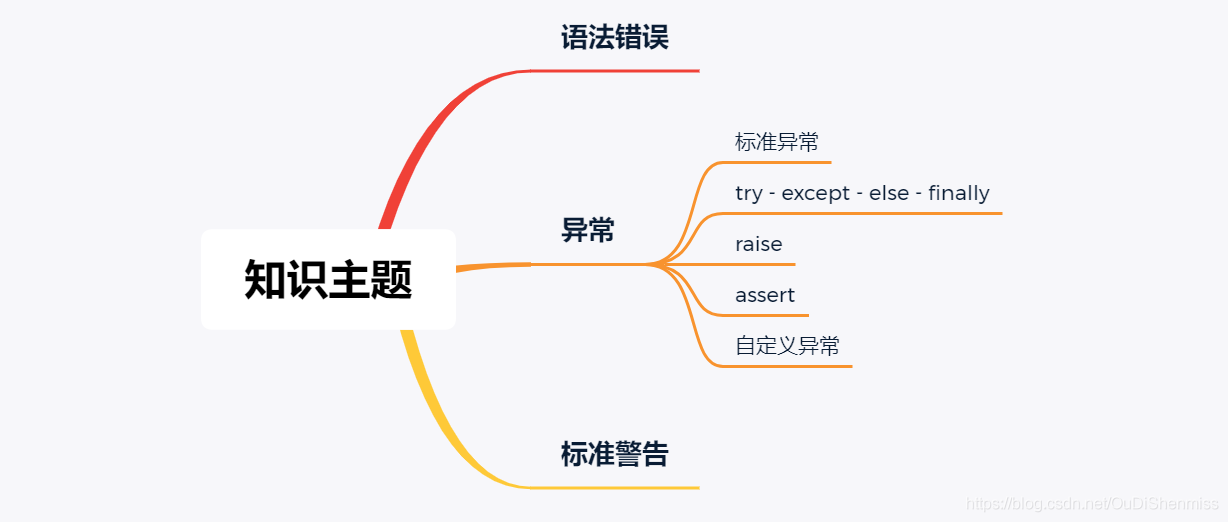 语法错误
标准异常
try - except - else - finally
异常
raise
知识主题
assert
自定义异常
标准警告
https://blog.csdn.net/OuDiShenmiss